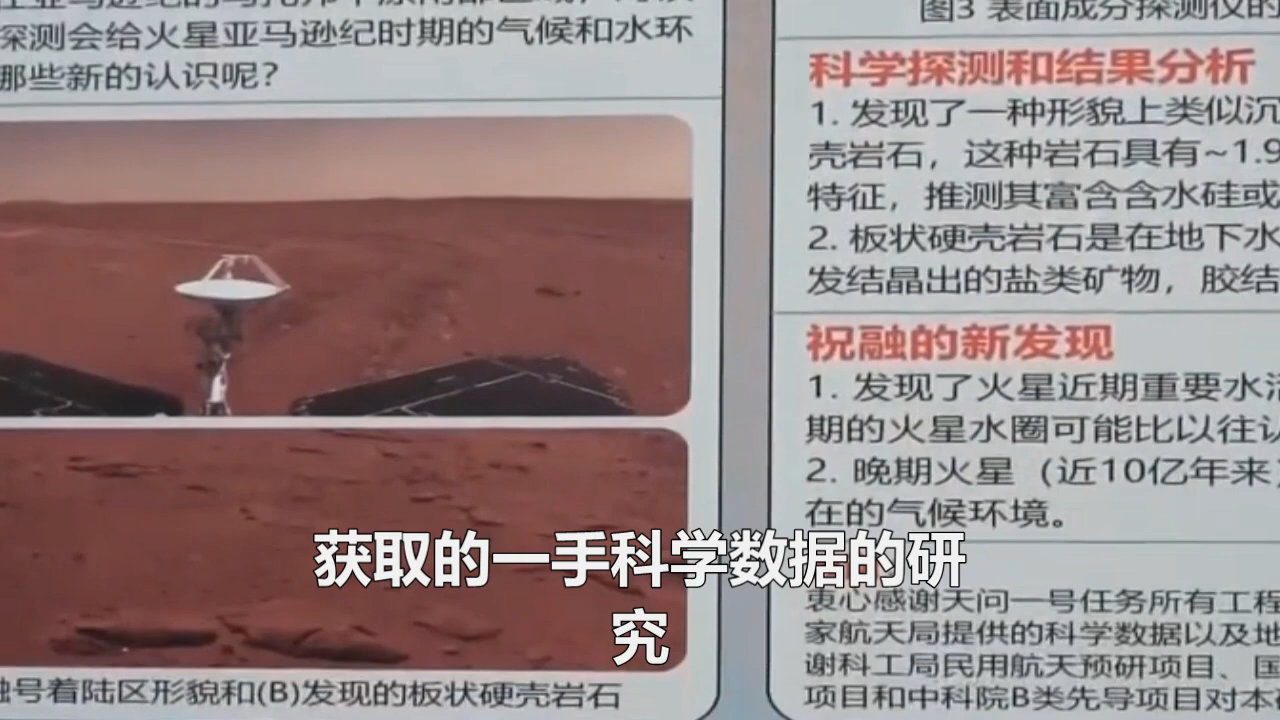 探测会给火星亚马逊纪时期的气候和水环
那些新的认识呢？
融号着陆区形貌和(B)发现的板状硬壳岩石
图3 表面成分探测仪的
科学探测和结果分析
1. 发现了一种形貌上类似沉
壳岩石，这种岩石具有~1.9
特征，推测其富含含水硅或
2. 板状硬壳岩石是在地下水
发结晶出的盐类矿物，胶结
祝融的新发现
1. 发现了火星近期重要水活
期的火星水圈可能比以往认
2. 晚期火星（近10亿年来）
在的气候环境。
衷心感谢天问一号任务所有工程
家航天局提供的科学数据以及地
谢科工局民用航天预研项目、国
项目和中科院B类先导项目对本
获取的一手科学数据的研
究